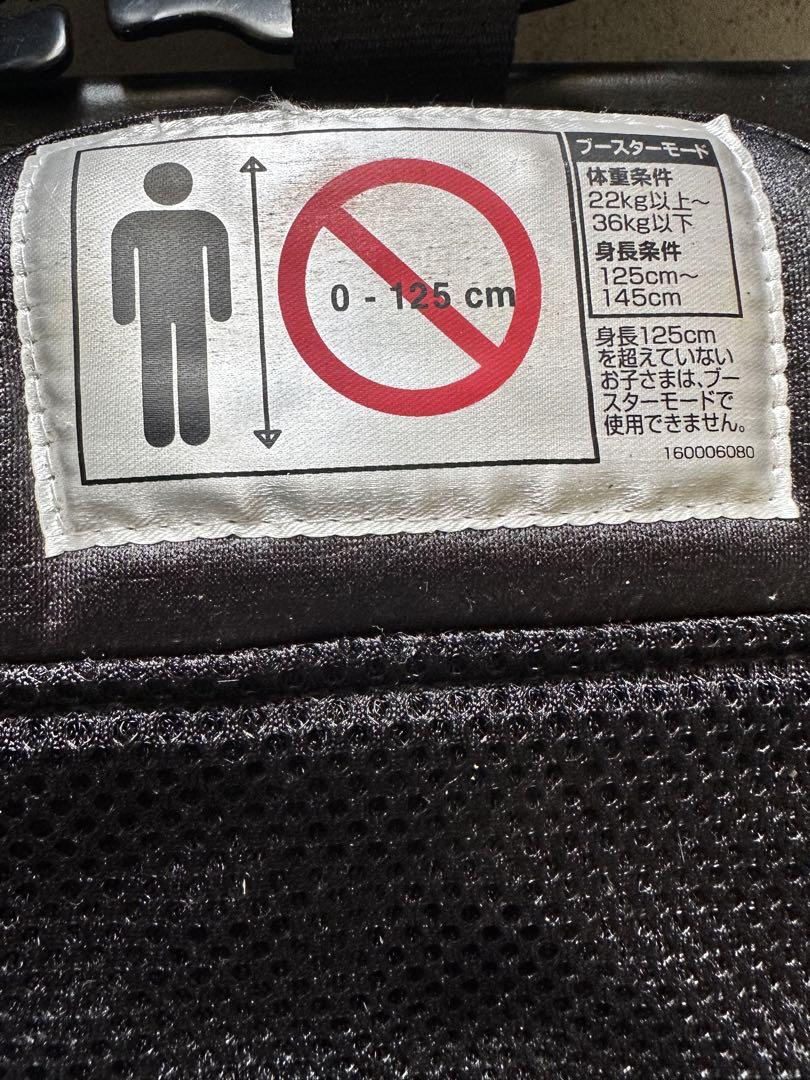 0 - 125 cm
ブースターモード
体重条件
22kg以上～
36kg以下
身長条件
125cm～
145cm
身長125cm
を超えていない
お子さまは、ブー
スターモードで
使用できません。
160006080